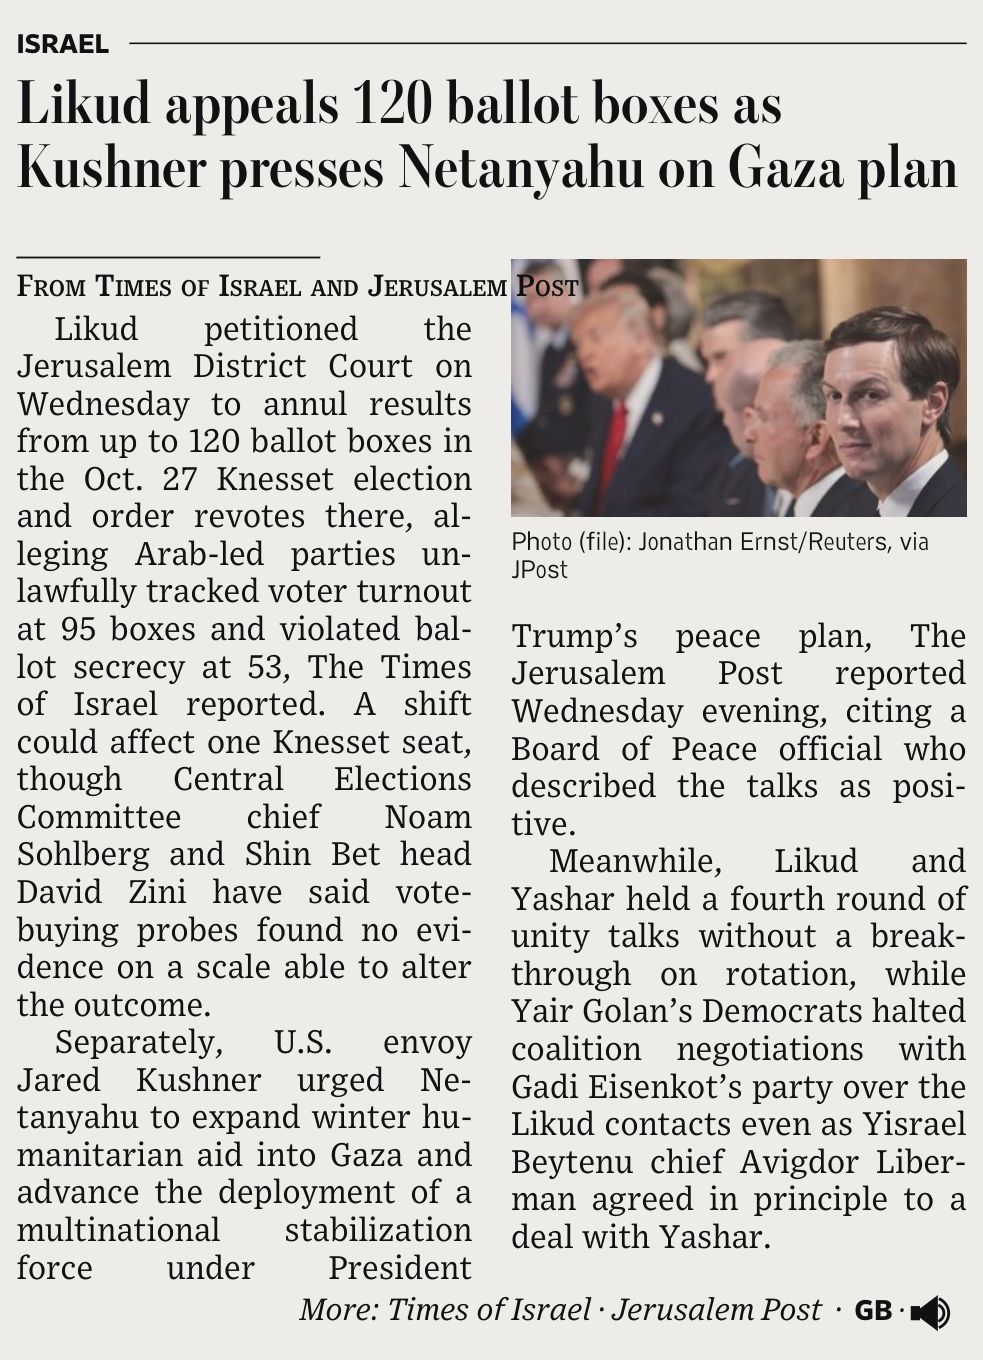 ISRAEL
Likud appeals 120 ballot boxes as
Kushner presses Netanyahu on Gaza plan
From Times of Israel and Jerusalem Post
Likud petitioned the
Jerusalem District Court on
Wednesday to annul results
from up to 120 ballot boxes in
the Oct. 27 Knesset election
and order revotes there, al-
leging Arab-led parties un-
lawfully tracked voter turnout
at 95 boxes and violated bal-
lot secrecy at 53, The Times
of Israel reported. A shift
could affect one Knesset seat,
though Central Elections
Committee chief Noam
Sohlberg and Shin Bet head
David Zini have said vote-
buying probes found no evi-
dence on a scale able to alter
the outcome.
Separately, U.S. envoy
Jared Kushner urged Ne-
tanyahu to expand winter hu-
manitarian aid into Gaza and
advance the deployment of a
multinational stabilization
force under President
Photo (file): Jonathan Ernst/Reuters, via
JPost
Trump’s peace plan, The
Jerusalem Post reported
Wednesday evening, citing a
Board of Peace official who
described the talks as posi-
tive.
Meanwhile, Likud and
Yashar held a fourth round of
unity talks without a break-
through on rotation, while
Yair Golan’s Democrats halted
coalition negotiations with
Gadi Eisenkot’s party over the
Likud contacts even as Yisrael
Beytenu chief Avigdor Liber-
man agreed in principle to a
deal with Yashar.
More: Times of Israel · Jerusalem Post · GB ·